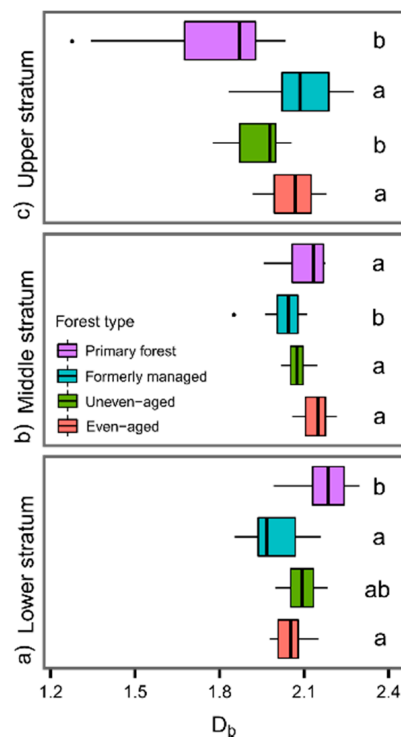 c) Upper stratum
b
a
b
a
b) Middle stratum
Forest type
Primary forest
Formerly managed
Uneven-aged
Even-aged
a
b
a
a
a) Lower stratum
b
a
ab
a
1.2 1.5 1.8 2.1 2.4
D_b